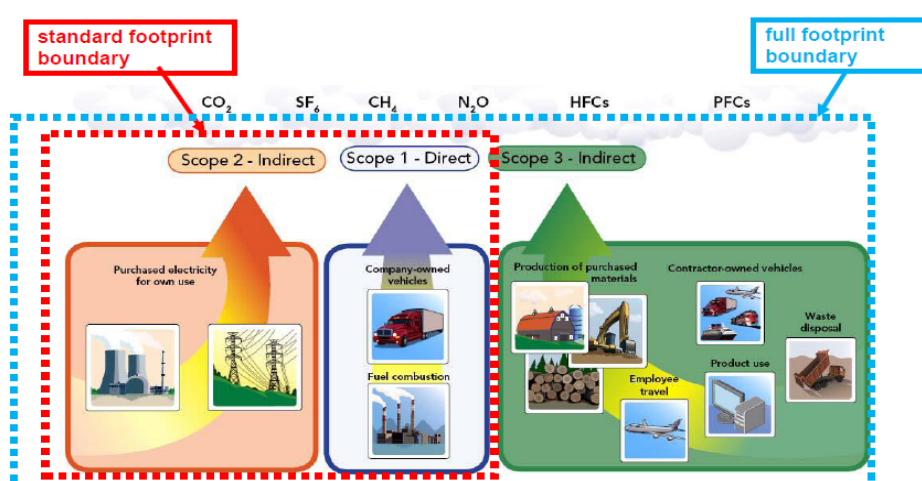 standard footprint
boundary
full footprint
boundary
CO₂
SF₆
CH₄
N₂O
HFCs
PFCs
Scope 2 - Indirect
Scope 1 - Direct
Scope 3 - Indirect
Purchased electricity
for own use
Company-owned
vehicles
Fuel combustion
Production of purchased
materials
Contractor-owned vehicles
Waste
disposal
Product use
Employee
travel